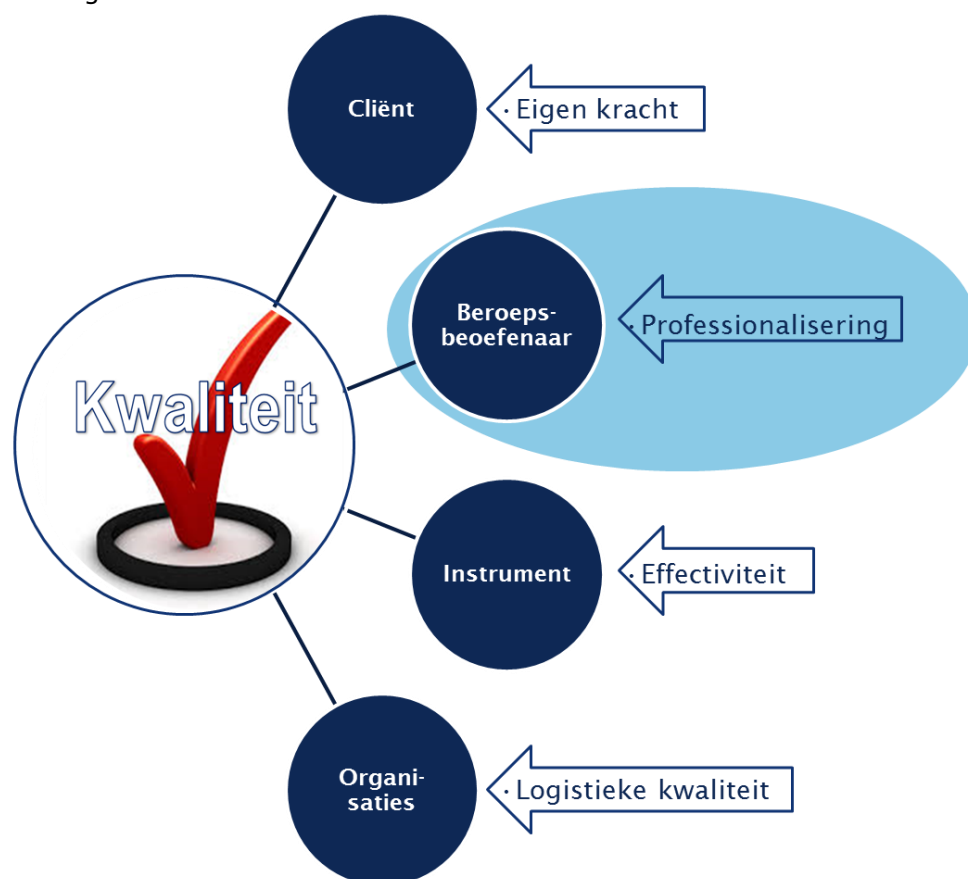 Cliënt
· Eigen kracht
Beroeps-
beoefenaar
· Professionalisering
Kwaliteit
Instrument
· Effectiviteit
Organi-
saties
· Logistieke kwaliteit